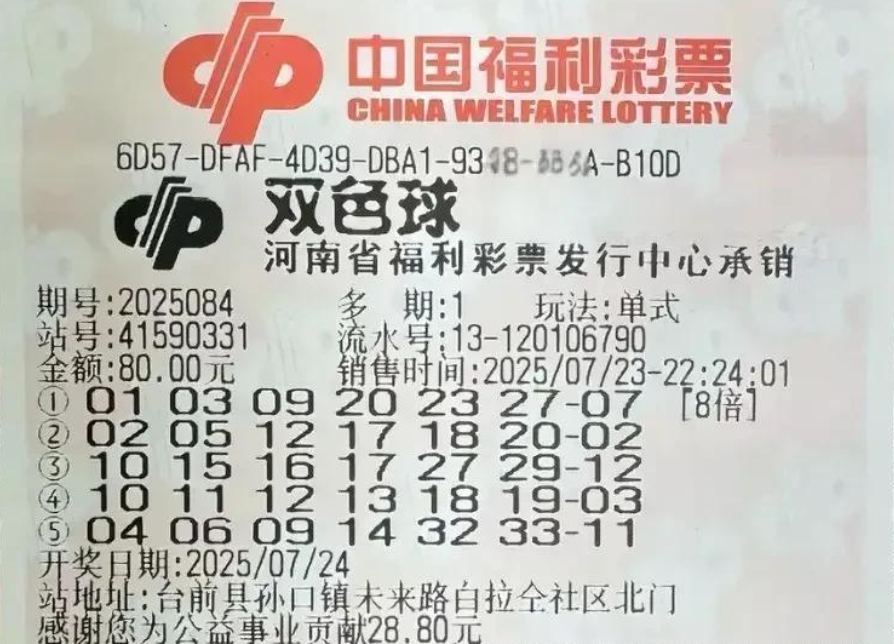 中国福利彩票
CHINA WELFARE LOTTERY
6D57-DFAF-4D39-DBA1-93 A-B10D
双色球
河南省福利彩票发行中心承销
期号:2025084 多 期:1 玩法:单式
站号:41590331 流水号:13-120106790
金额:80.00元 销售时间:2025/07/23-22:24:01
① 01 03 09 20 23 27-07 [8倍]
② 02 05 12 17 18 20-02
③ 10 15 16 17 27 29-12
④ 10 11 12 13 18 19-03
⑤ 04 06 09 14 32 33-11
开奖日期:2025/07/24
站地址:台前县孙口镇未来路白拉仝社区北门
感谢您为公益事业贡献28.80元